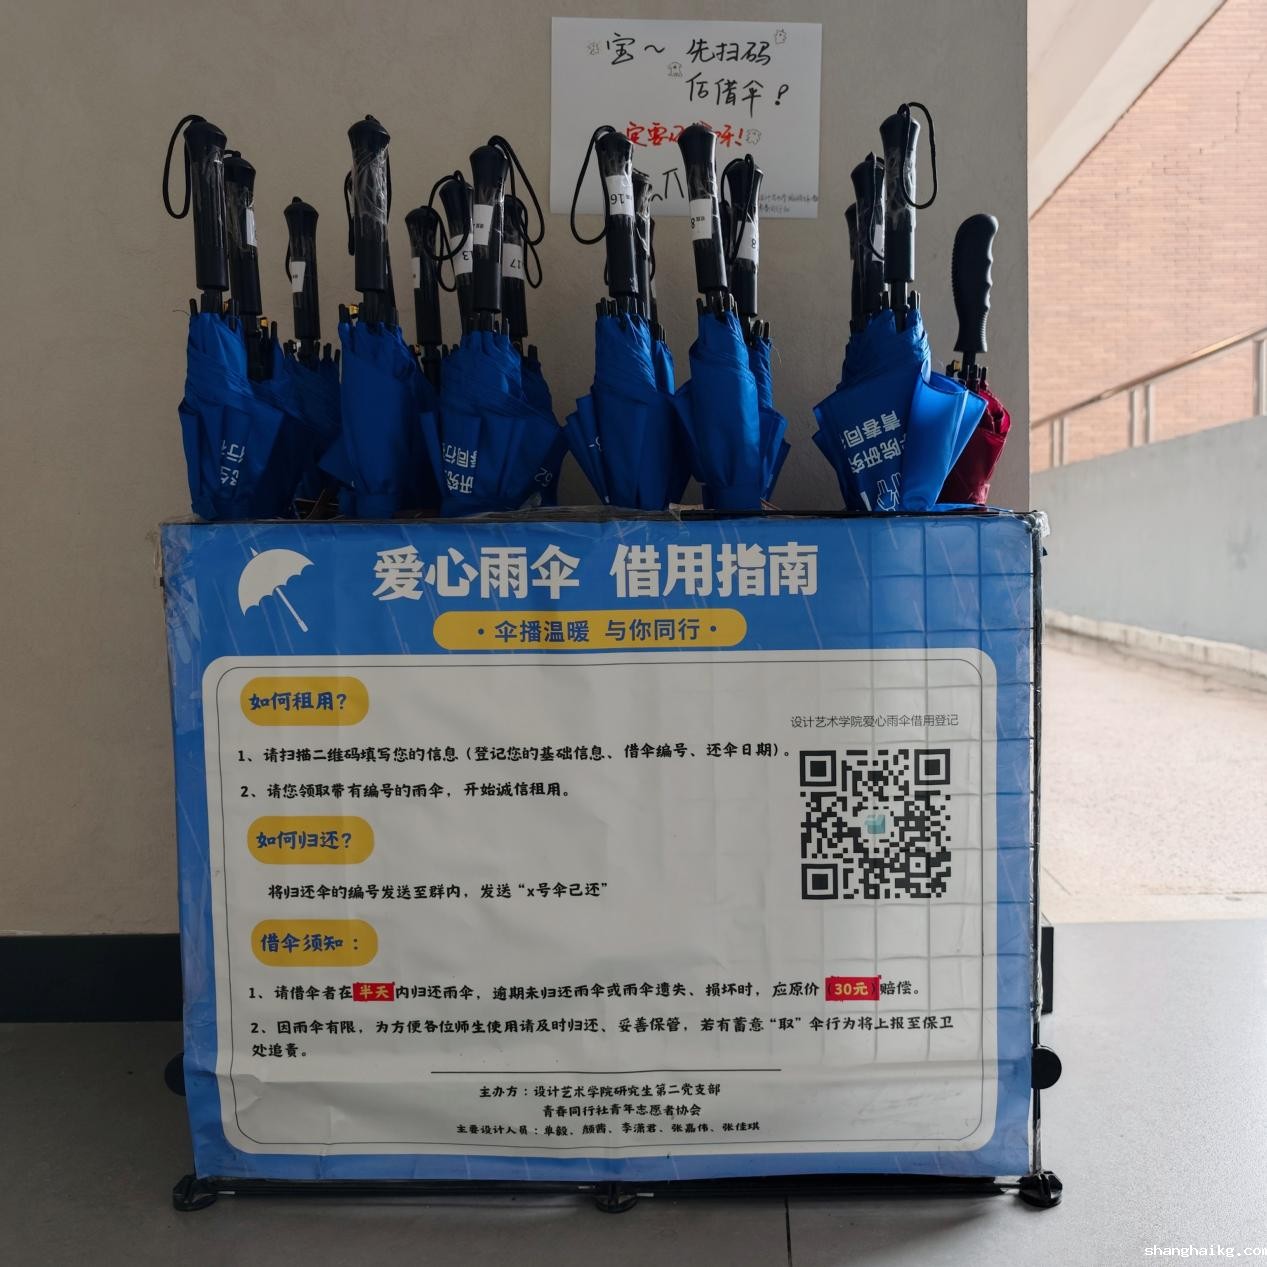 宝～ 先扫码
后借伞！
16
13
17
8
爱心雨伞 借用指南
·伞播温暖 与你同行·
如何租用？
设计艺术学院爱心雨伞借用登记
1、请扫描二维码填写您的信息（登记您的基础信息、借伞编号、还伞日期）。
2、请您领取带有编号的雨伞，开始诚信租用。
如何归还？
将归还伞的编号发送至群内，发送“x号伞己还”
借伞须知：
1、请借伞者在半天内归还雨伞，逾期未归还雨伞或雨伞遗失、损坏时，应原价（30元）赔偿。
2、因雨伞有限，为方便各位师生使用请及时归还、妥善保管，若有蓄意“取”伞行为将上报至保卫
处追责。
主办方：设计艺术学院研究生第二党支部
青春同行社青年志愿者协会
主要设计人员：单毅、颜茜、李潇君、张嘉伟、张佳琪
shanghaikg.com